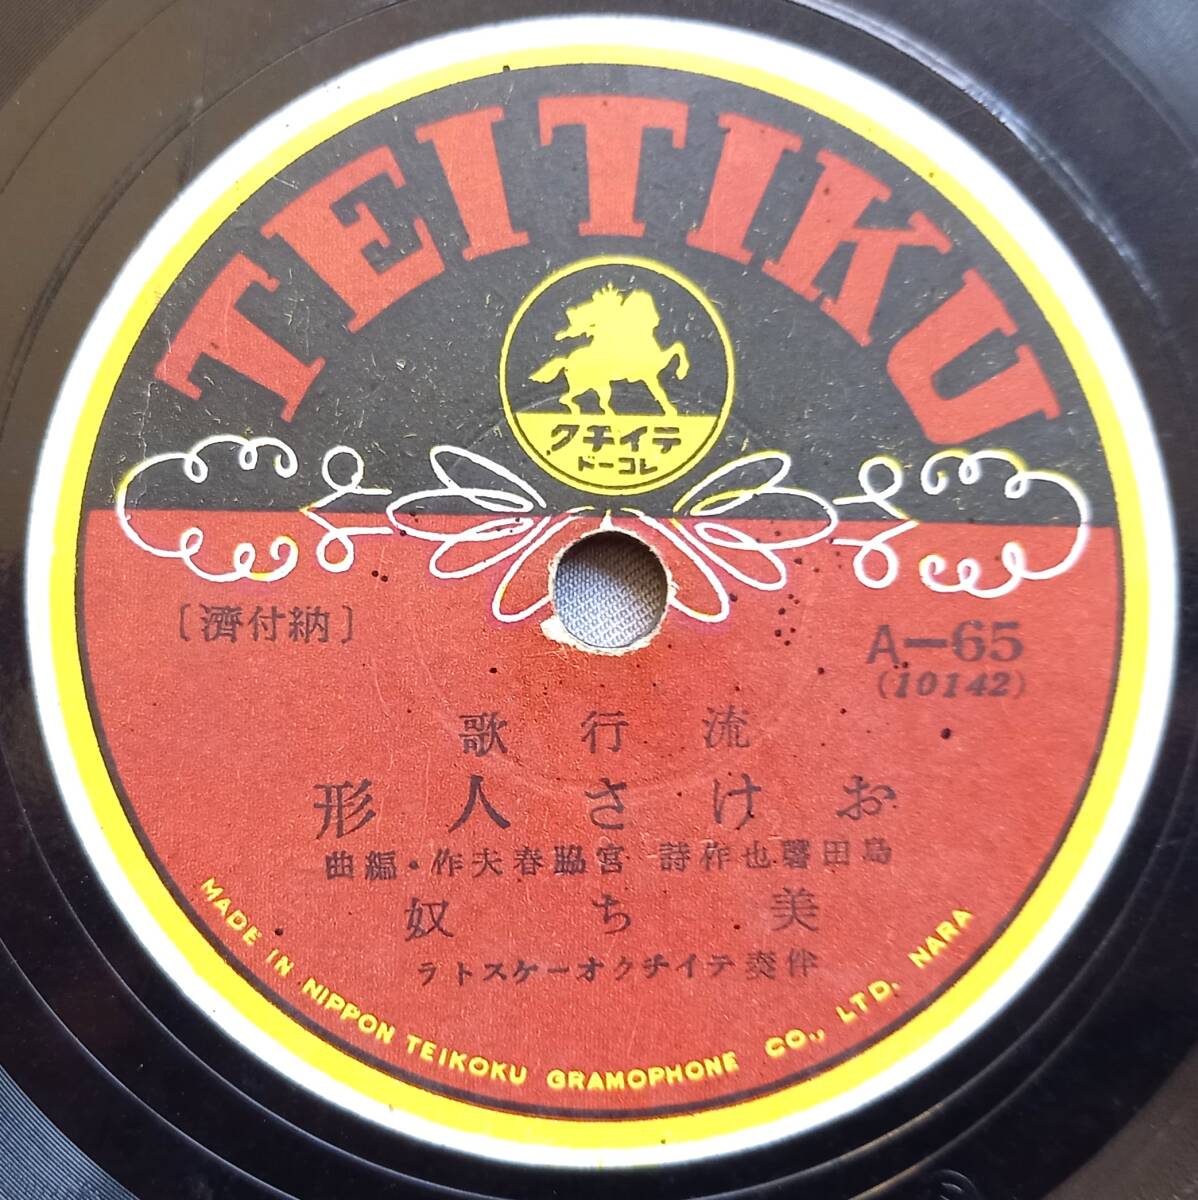 TEITIKU
テイチク
レコード
〔納付濟〕
A-65
(10142)
流行歌
おけさ人形
島田磬也作詩 宮脇春夫作・編曲
美ち奴
伴奏テイチクオーケストラ
MADE IN NIPPON TEIKOKU GRAMOPHONE CO., LTD. NARA